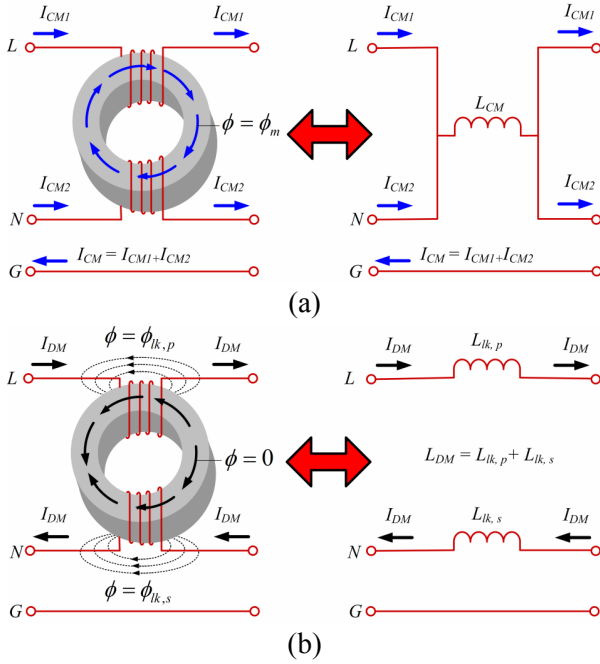 I_CM1 I_CM1 I_CM1 I_CM1
L L
L_CM
ϕ = ϕ_m
I_CM2 I_CM2 I_CM2 I_CM2
N N
I_CM = I_CM1+I_CM2 I_CM = I_CM1+I_CM2
G G
(a)
I_DM ϕ = ϕ_lk,p I_DM I_DM L_lk,p I_DM
L L
ϕ = 0 L_DM = L_lk,p + L_lk,s
I_DM I_DM I_DM L_lk,s I_DM
N N
ϕ = ϕ_lk,s
G G
(b)